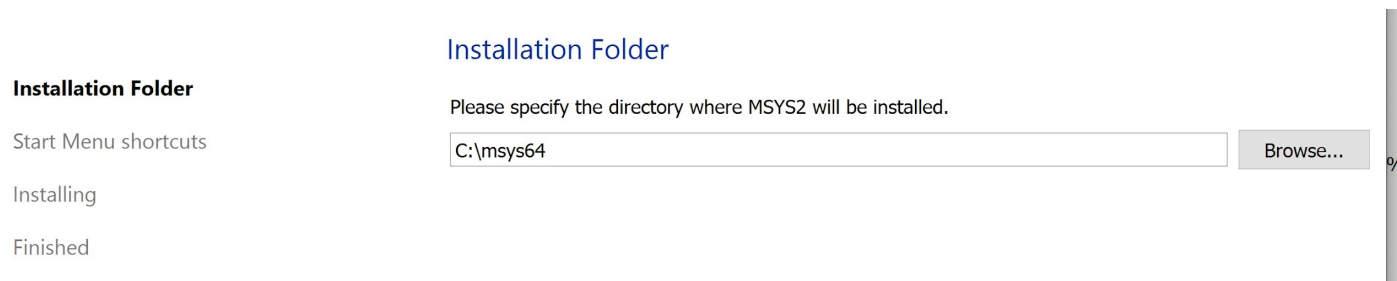 Installation Folder
Start Menu shortcuts
Installing
Finished
Installation Folder
Please specify the directory where MSYS2 will be installed.
C:\msys64
Browse...
%